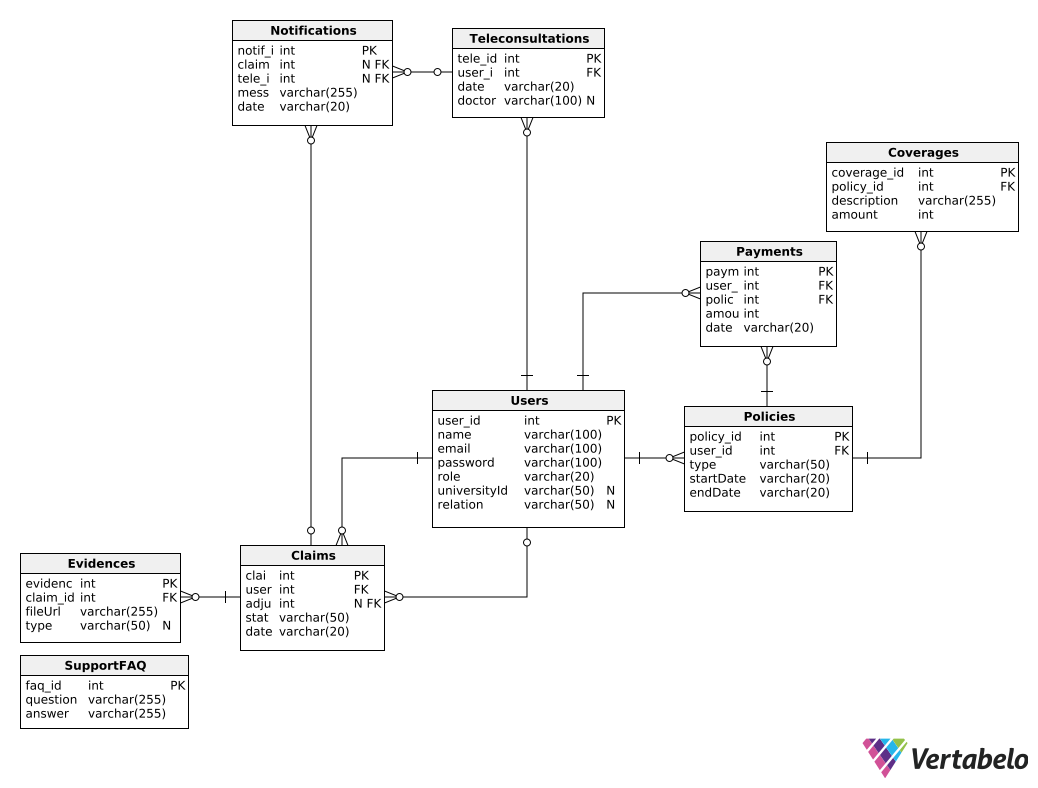 Notifications
notif_i int PK
claim int N FK
tele_i int N FK
mess varchar(255)
date varchar(20)
Teleconsultations
tele_id int PK
user_i int FK
date varchar(20)
doctor varchar(100) N
Coverages
coverage_id int PK
policy_id int FK
description varchar(255)
amount int
Payments
paym int PK
user_ int FK
polic int FK
amou int
date varchar(20)
Users
user_id int PK
name varchar(100)
email varchar(100)
password varchar(100)
role varchar(20)
universityId varchar(50) N
relation varchar(50) N
Policies
policy_id int PK
user_id int FK
type varchar(50)
startDate varchar(20)
endDate varchar(20)
Evidences
evidenc int PK
claim_id int FK
fileUrl varchar(255)
type varchar(50) N
Claims
clai int PK
user int FK
adju int N FK
stat varchar(50)
date varchar(20)
SupportFAQ
faq_id int PK
question varchar(255)
answer varchar(255)
Vertabelo